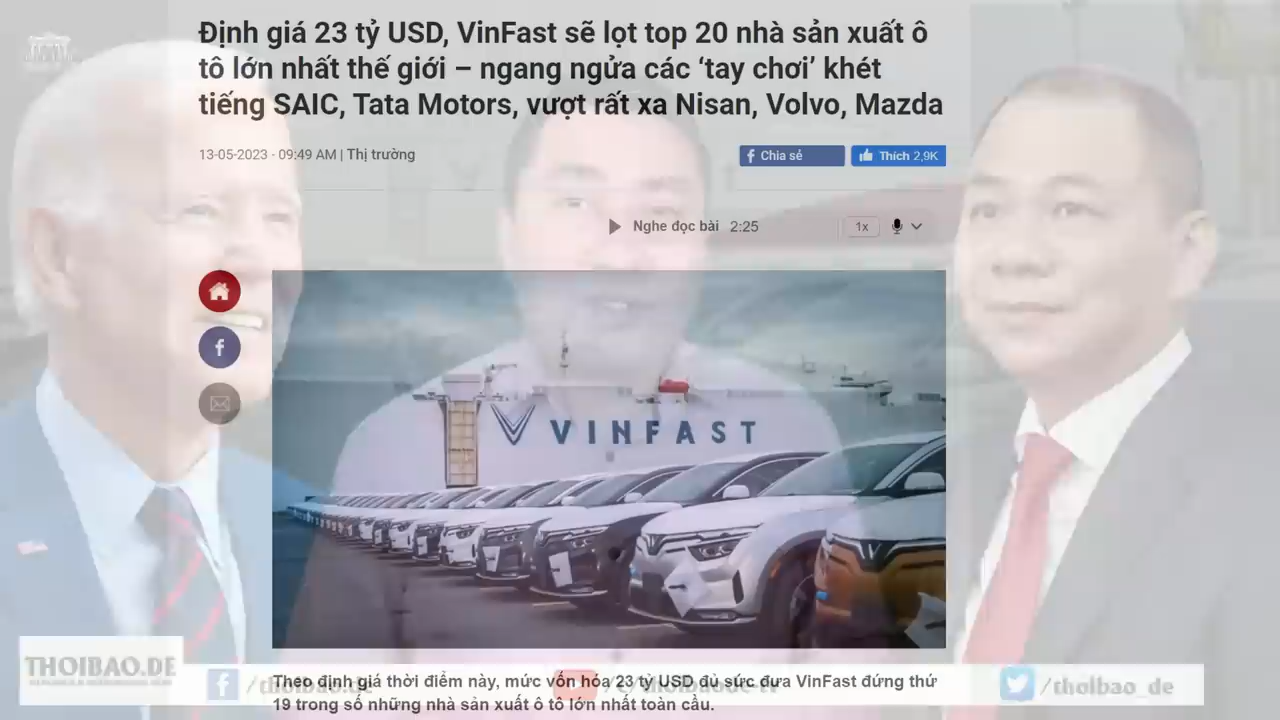 Định giá 23 tỷ USD, VinFast sẽ lọt top 20 nhà sản xuất ô
tô lớn nhất thế giới – ngang ngửa các ‘tay chơi’ khét
tiếng SAIC, Tata Motors, vượt rất xa Nisan, Volvo, Mazda
13-05-2023 - 09:49 AM | Thị trường
Chia sẻ
Thích 2,9K
Nghe đọc bài 2:25
1x
VINFAST
THOIBAO.DE
Theo định giá thời điểm này, mức vốn hóa 23 tỷ USD đủ sức đưa VinFast đứng thứ
19 trong số những nhà sản xuất ô tô lớn nhất toàn cầu.
/thoibao_de